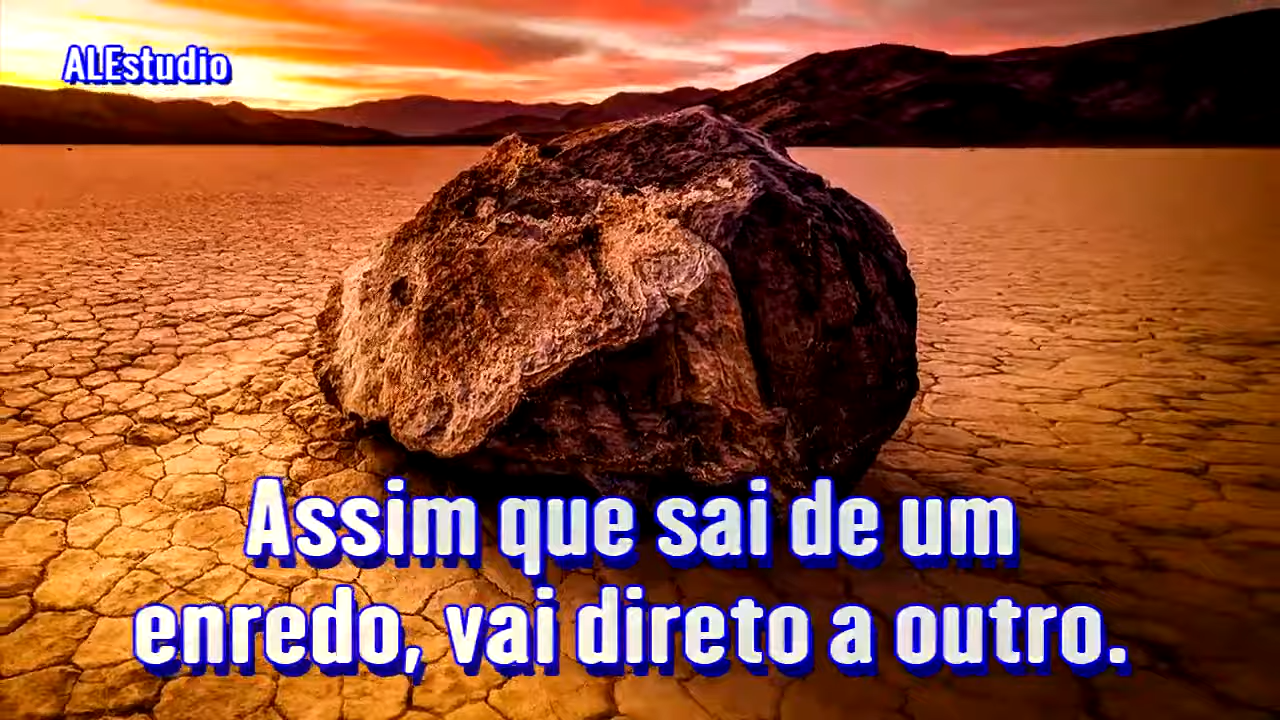 ALEstudio
Assim que sai de um
enredo, vai direto a outro.